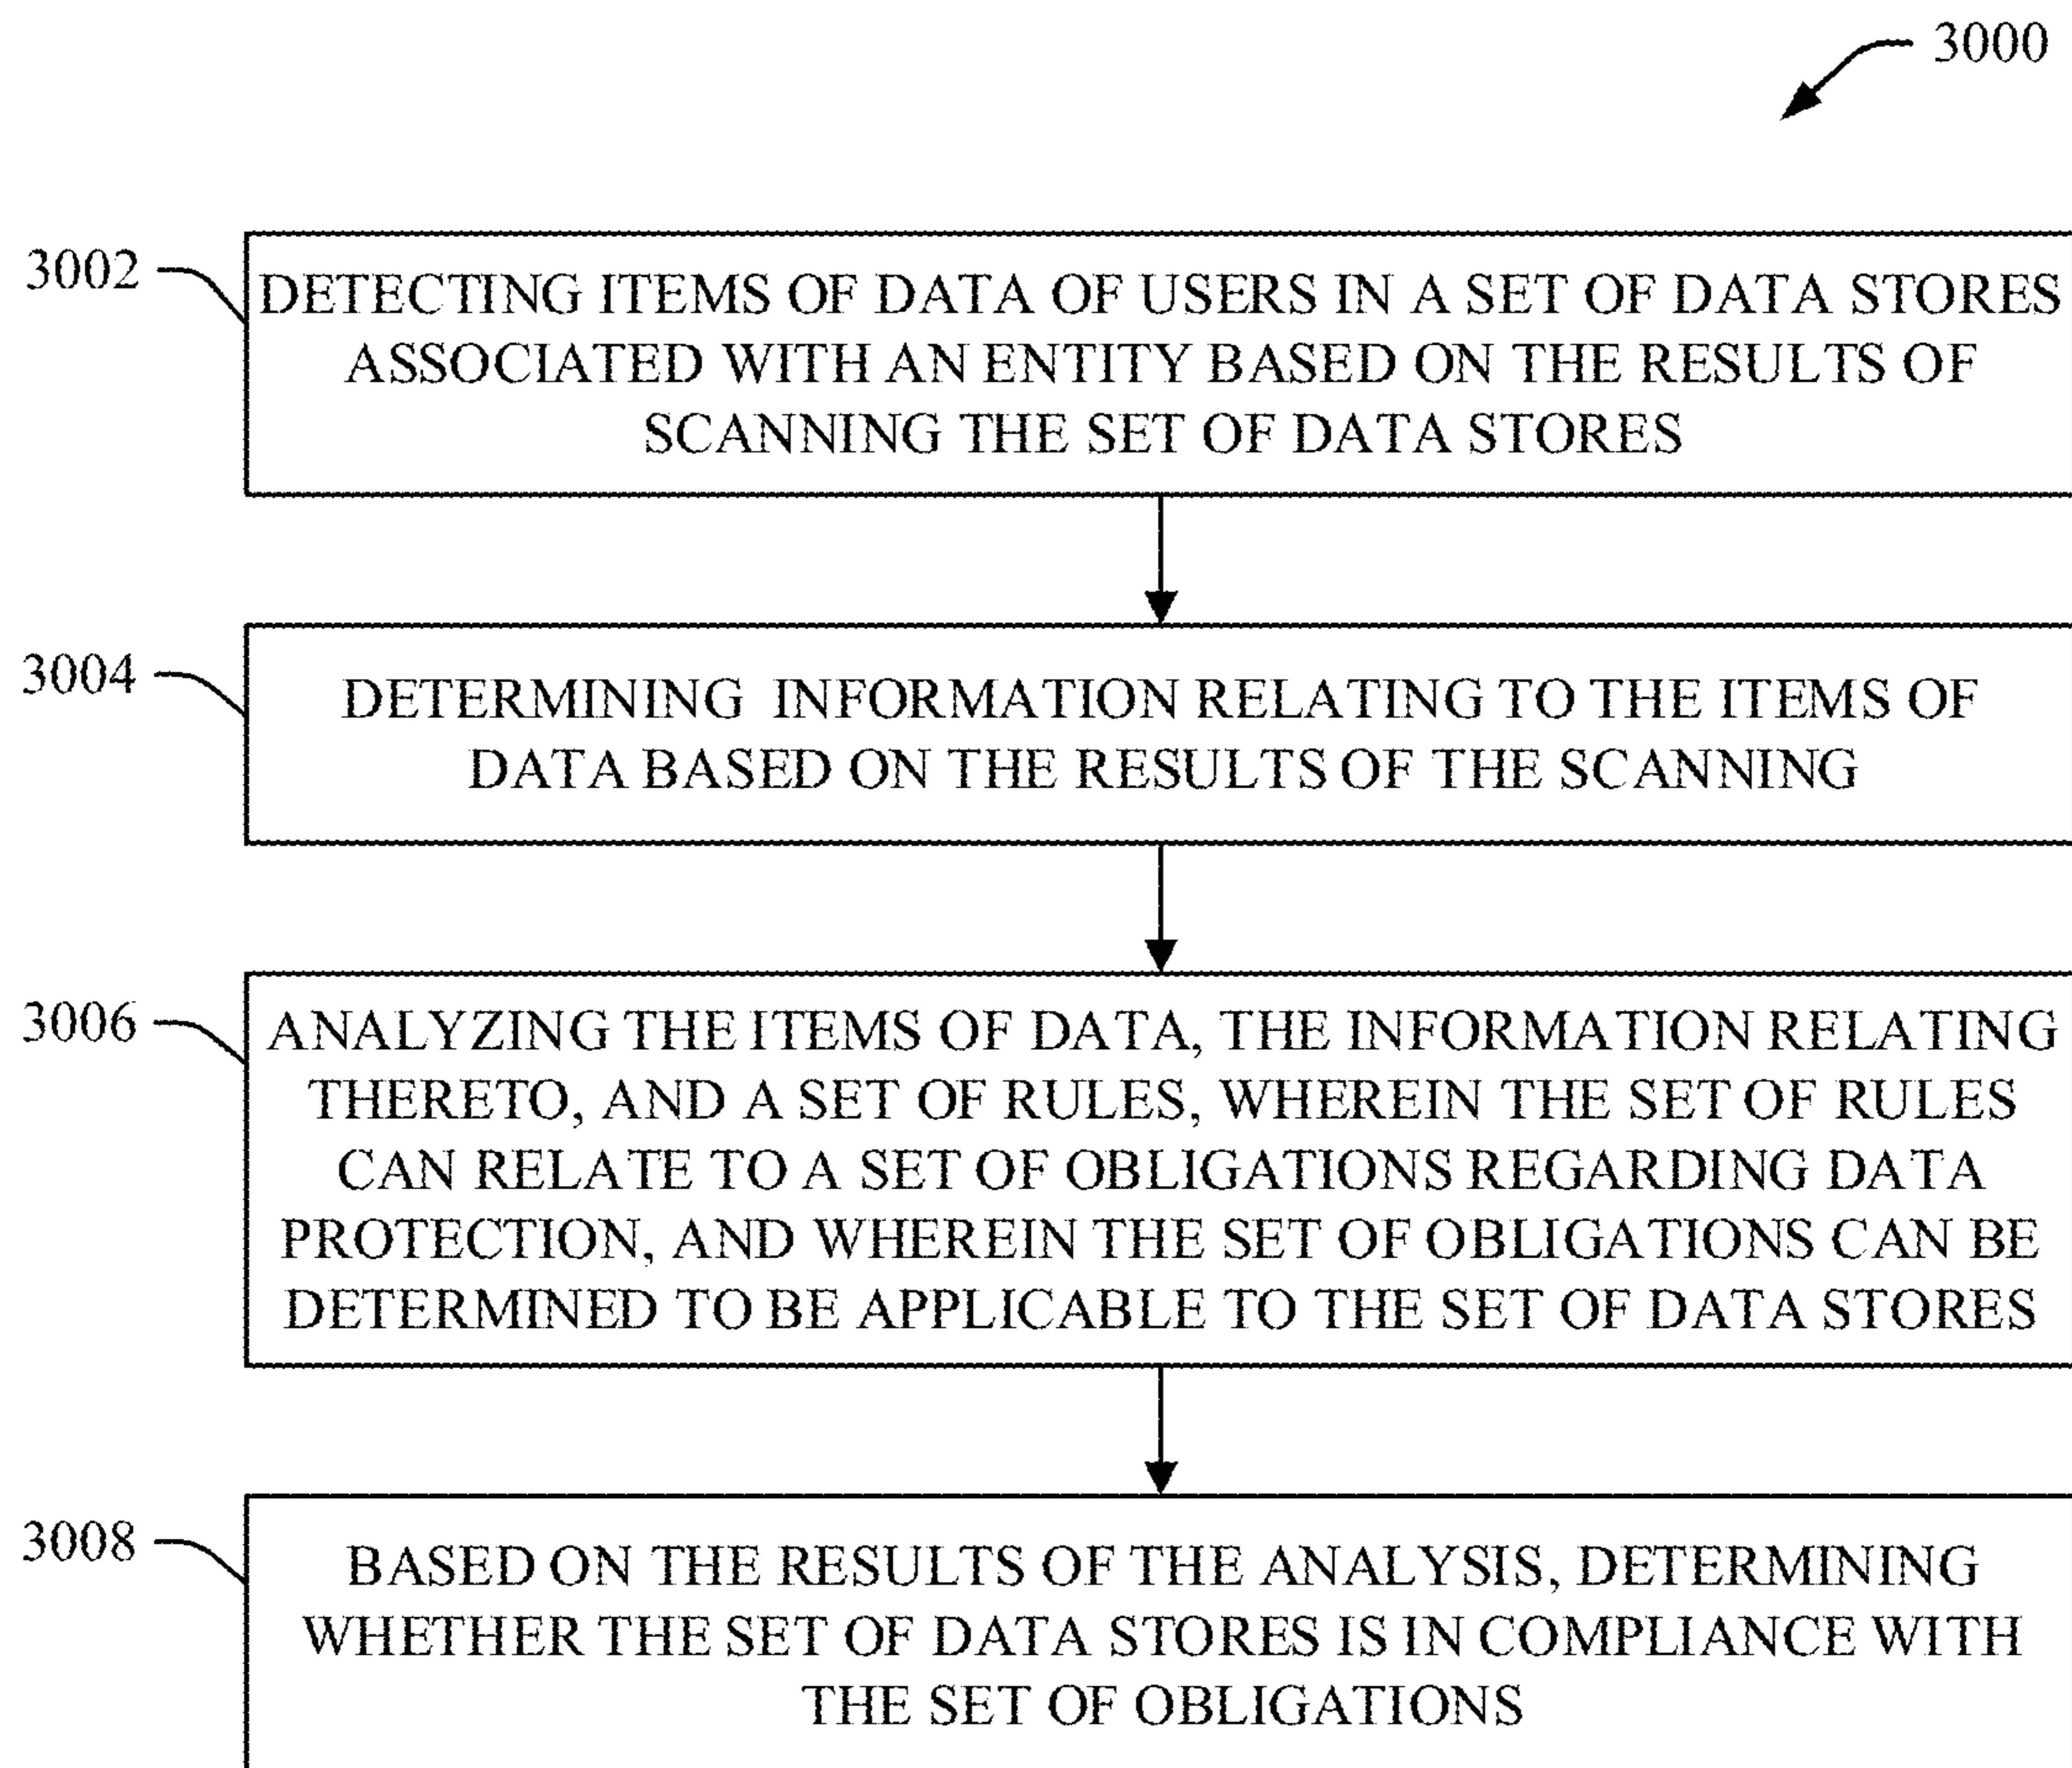 3000
3002
DETECTING ITEMS OF DATA OF USERS IN A SET OF DATA STORES
ASSOCIATED WITH AN ENTITY BASED ON THE RESULTS OF
SCANNING THE SET OF DATA STORES
3004
DETERMINING INFORMATION RELATING TO THE ITEMS OF
DATA BASED ON THE RESULTS OF THE SCANNING
3006
ANALYZING THE ITEMS OF DATA, THE INFORMATION RELATING
THERETO, AND A SET OF RULES, WHEREIN THE SET OF RULES
CAN RELATE TO A SET OF OBLIGATIONS REGARDING DATA
PROTECTION, AND WHEREIN THE SET OF OBLIGATIONS CAN BE
DETERMINED TO BE APPLICABLE TO THE SET OF DATA STORES
3008
BASED ON THE RESULTS OF THE ANALYSIS, DETERMINING
WHETHER THE SET OF DATA STORES IS IN COMPLIANCE WITH
THE SET OF OBLIGATIONS